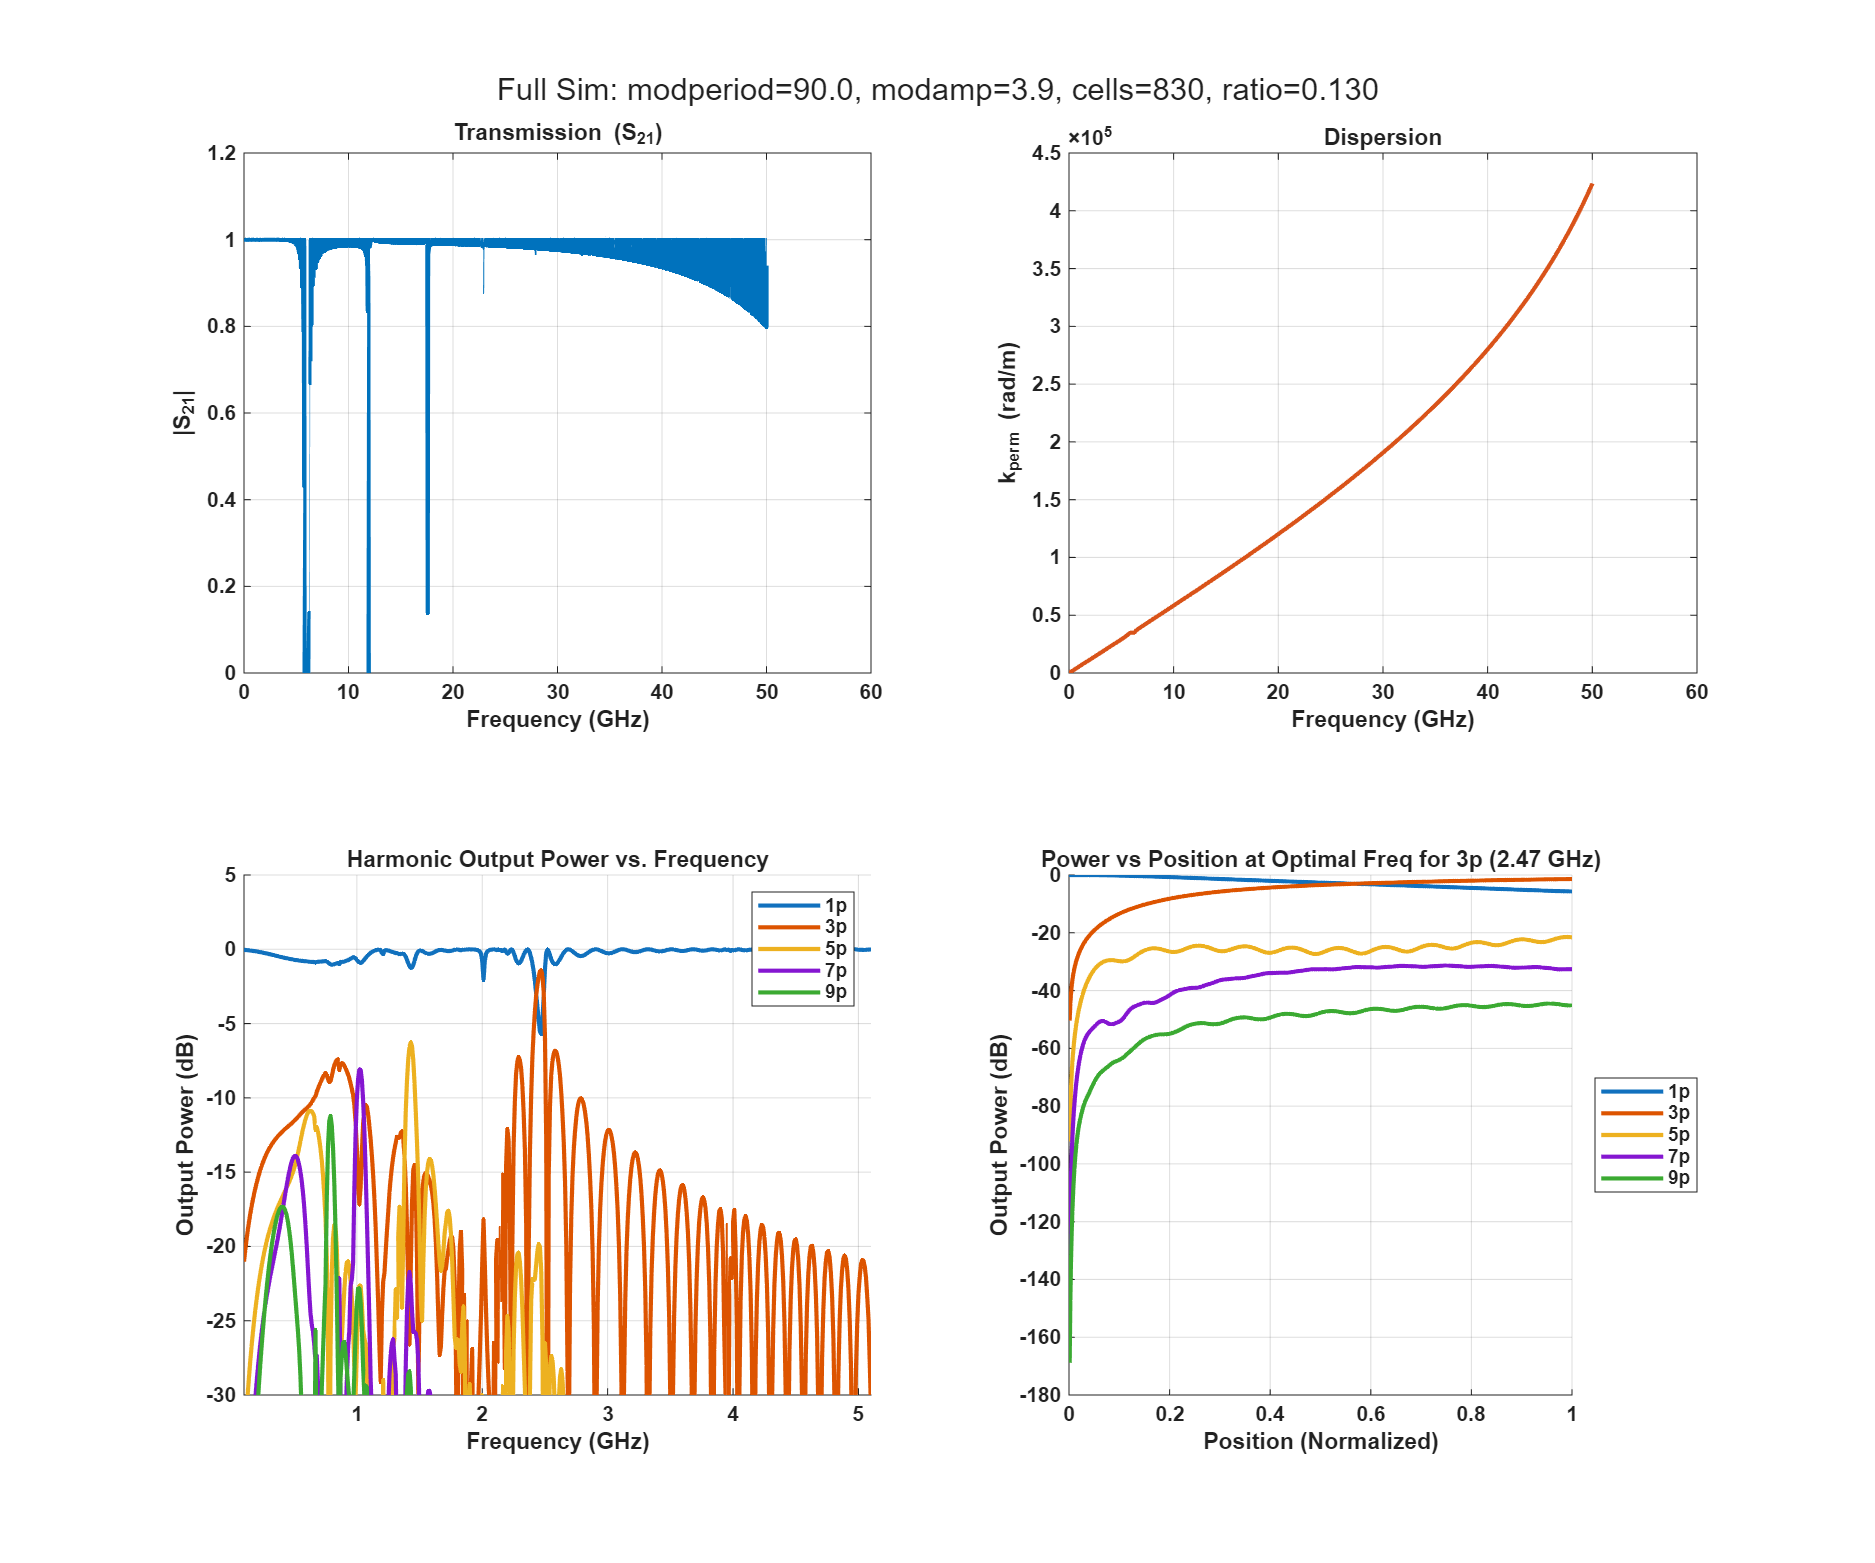 Full Sim: modperiod=90.0, modamp=3.9, cells=830, ratio=0.130
Transmission (S21)
1.2
1
0.8
0.6
0.4
0.2
0
|S21|
0 10 20 30 40 50 60
Frequency (GHz)
×10^5
Dispersion
4.5
4
3.5
3
2.5
2
1.5
1
0.5
0
kperm (rad/m)
0 10 20 30 40 50 60
Frequency (GHz)
Harmonic Output Power vs. Frequency
5
0
-5
-10
-15
-20
-25
-30
Output Power (dB)
1p
3p
5p
7p
9p
1 2 3 4 5
Frequency (GHz)
Power vs Position at Optimal Freq for 3p (2.47 GHz)
0
-20
-40
-60
-80
-100
-120
-140
-160
-180
Output Power (dB)
0 0.2 0.4 0.6 0.8 1
Position (Normalized)
1p
3p
5p
7p
9p